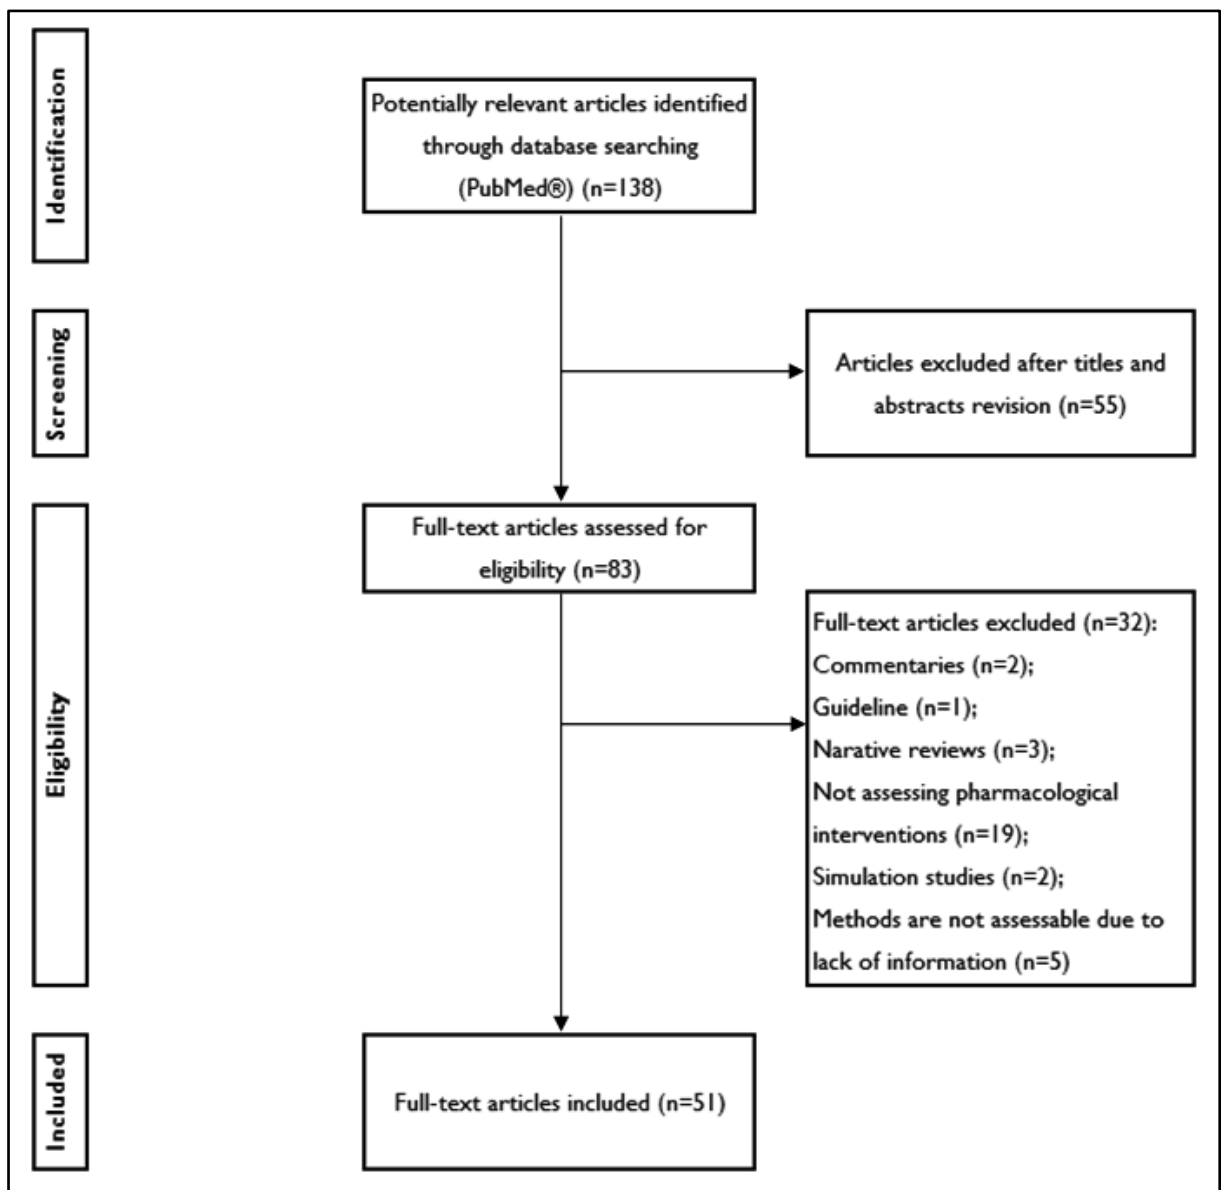 Identification
Potentially relevant articles identified
through database searching
(PubMed®) (n=138)
Screening
Articles excluded after titles and
abstracts revision (n=55)
Eligibility
Full-text articles assessed for
eligibility (n=83)
Full-text articles excluded (n=32):
Commentaries (n=2);
Guideline (n=1);
Narative reviews (n=3);
Not assessing pharmacological
interventions (n=19);
Simulation studies (n=2);
Methods are not assessable due to
lack of information (n=5)
Included
Full-text articles included (n=51)